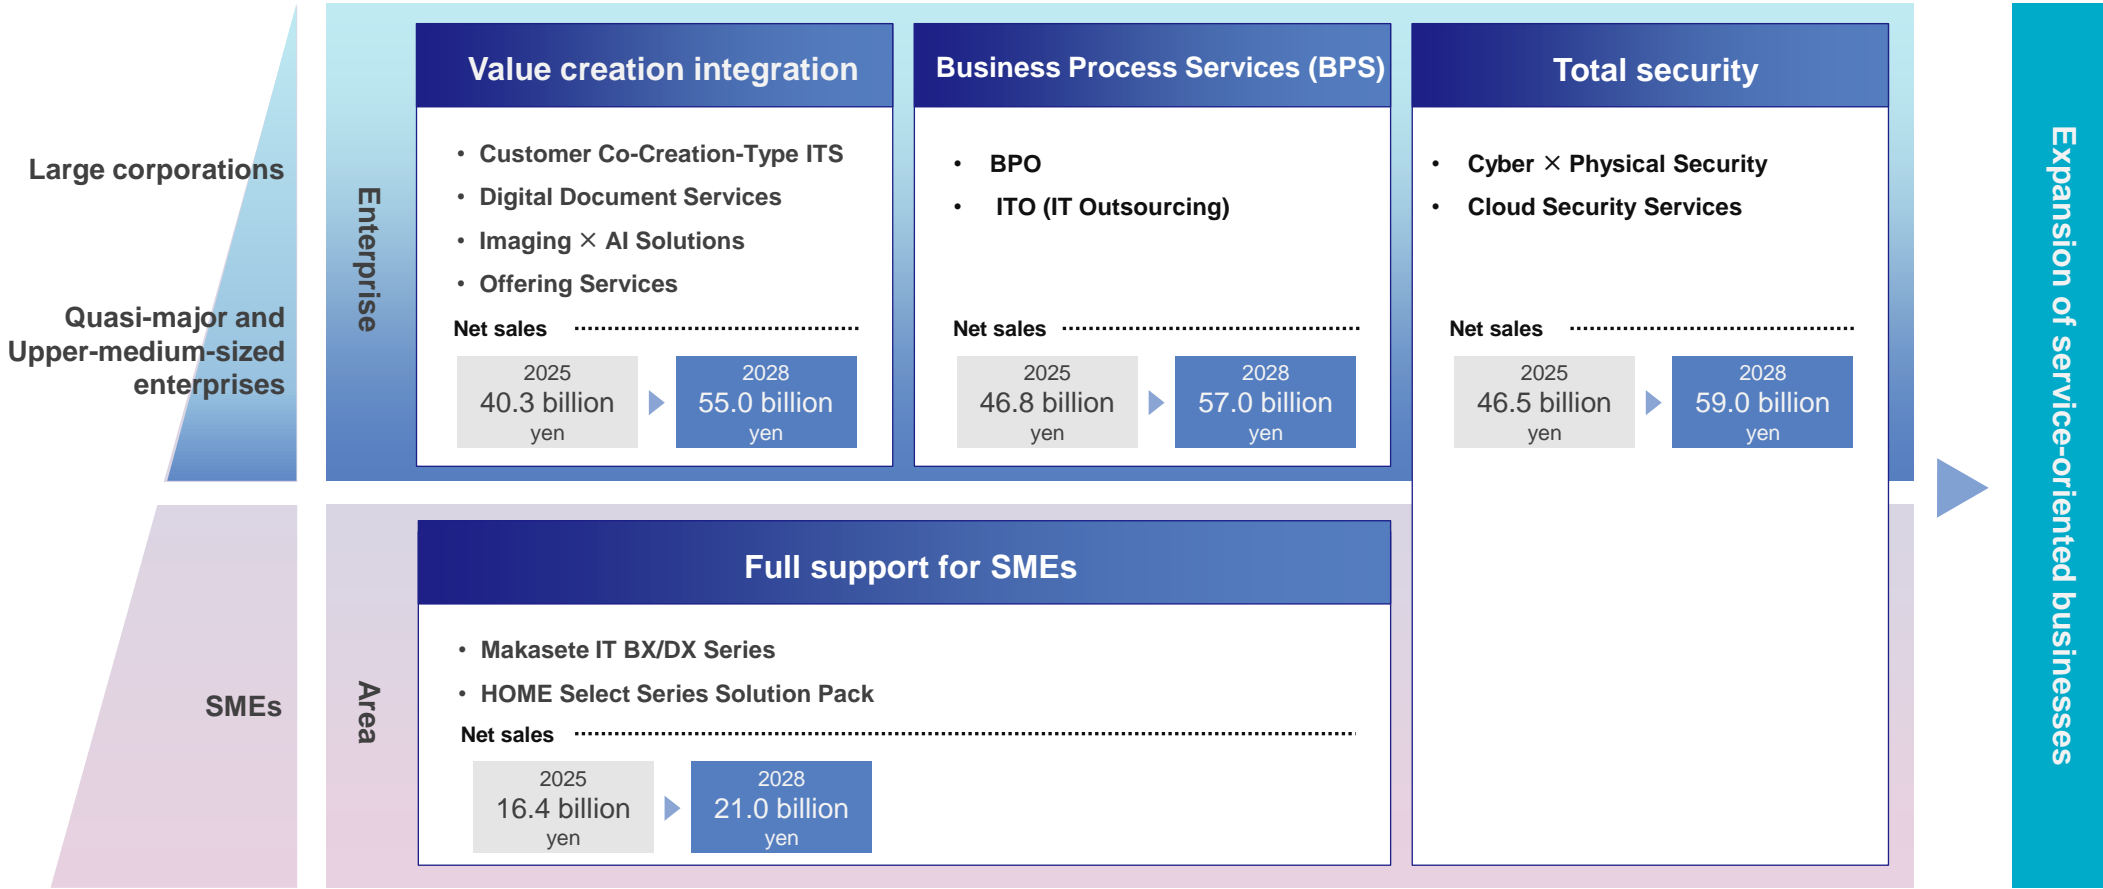 Large corporations
Quasi-major and
Upper-medium-sized
enterprises
SMEs
Enterprise
Value creation integration
• Customer Co-Creation-Type ITS
• Digital Document Services
• Imaging × AI Solutions
• Offering Services
Net sales
2025
40.3 billion
yen
2028
55.0 billion
yen
Business Process Services (BPS)
• BPO
• ITO (IT Outsourcing)
Net sales
2025
46.8 billion
yen
2028
57.0 billion
yen
Total security
• Cyber × Physical Security
• Cloud Security Services
Net sales
2025
46.5 billion
yen
2028
59.0 billion
yen
Area
Full support for SMEs
• Makasete IT BX/DX Series
• HOME Select Series Solution Pack
Net sales
2025
16.4 billion
yen
2028
21.0 billion
yen
Expansion of service-oriented businesses